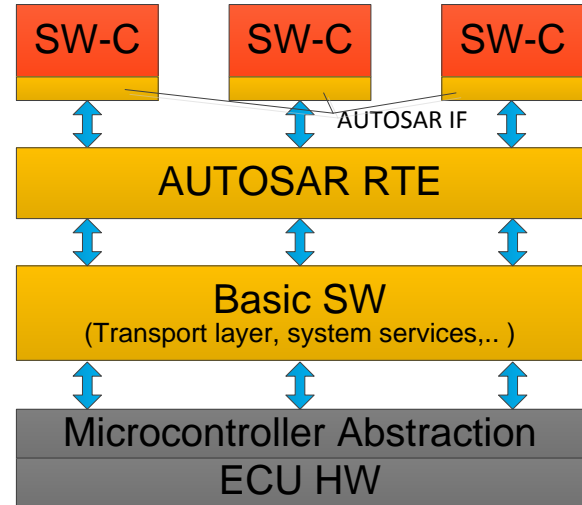 SW-C SW-C SW-C
AUTOSAR IF
AUTOSAR RTE
Basic SW
(Transport layer, system services,.. )
Microcontroller Abstraction
ECU HW